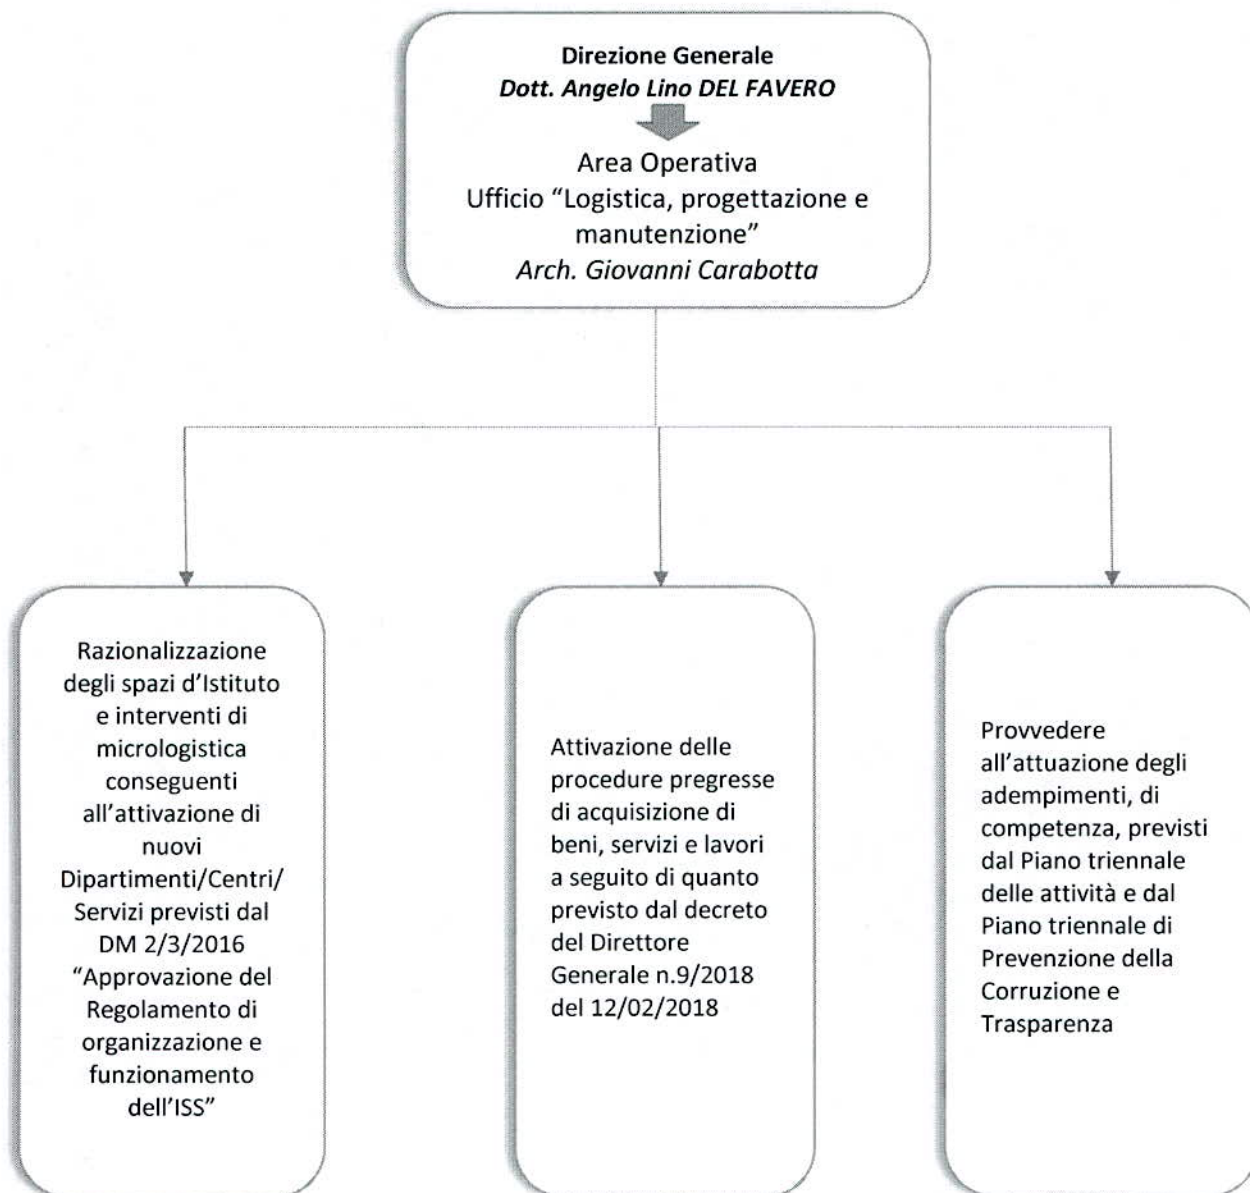 Direzione Generale
Dott. Angelo Lino DEL FAVERO
Area Operativa
Ufficio “Logistica, progettazione e
manutenzione”
Arch. Giovanni Carabotta
Razionalizzazione
degli spazi d’Istituto
e interventi di
micrologistica
conseguenti
all’attivazione di
nuovi
Dipartimenti/Centri/
Servizi previsti dal
DM 2/3/2016
“Approvazione del
Regolamento di
organizzazione e
funzionamento
dell’ISS”
Attivazione delle
procedure pregresse
di acquisizione di
beni, servizi e lavori
a seguito di quanto
previsto dal decreto
del Direttore
Generale n.9/2018
del 12/02/2018
Provvedere
all’attuazione degli
adempimenti, di
competenza, previsti
dal Piano triennale
delle attività e dal
Piano triennale di
Prevenzione della
Corruzione e
Trasparenza